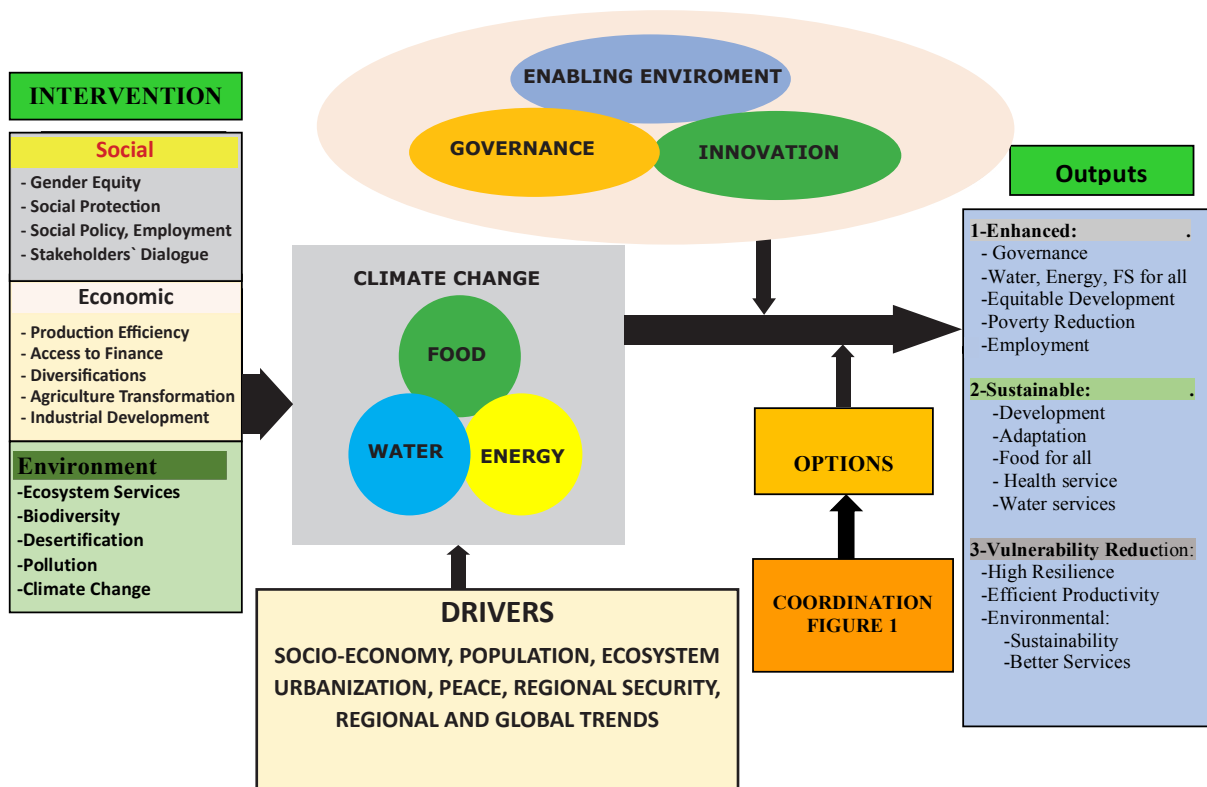 INTERVENTION
Social
- Gender Equity
- Social Protection
- Social Policy, Employment
- Stakeholders` Dialogue
Economic
- Production Efficiency
- Access to Finance
- Diversifications
- Agriculture Transformation
- Industrial Development
Environment
-Ecosystem Services
-Biodiversity
-Desertification
-Pollution
-Climate Change
ENABLING ENVIROMENT
GOVERNANCE
INNOVATION
CLIMATE CHANGE
FOOD
WATER
ENERGY
DRIVERS
SOCIO-ECONOMY, POPULATION, ECOSYSTEM
URBANIZATION, PEACE, REGIONAL SECURITY,
REGIONAL AND GLOBAL TRENDS
OPTIONS
COORDINATION
FIGURE 1
Outputs
1-Enhanced: .
- Governance
-Water, Energy, FS for all
-Equitable Development
-Poverty Reduction
-Employment
2-Sustainable: .
-Development
-Adaptation
-Food for all
- Health service
-Water services
3-Vulnerability Reduction:
-High Resilience
-Efficient Productivity
-Environmental:
-Sustainability
-Better Services